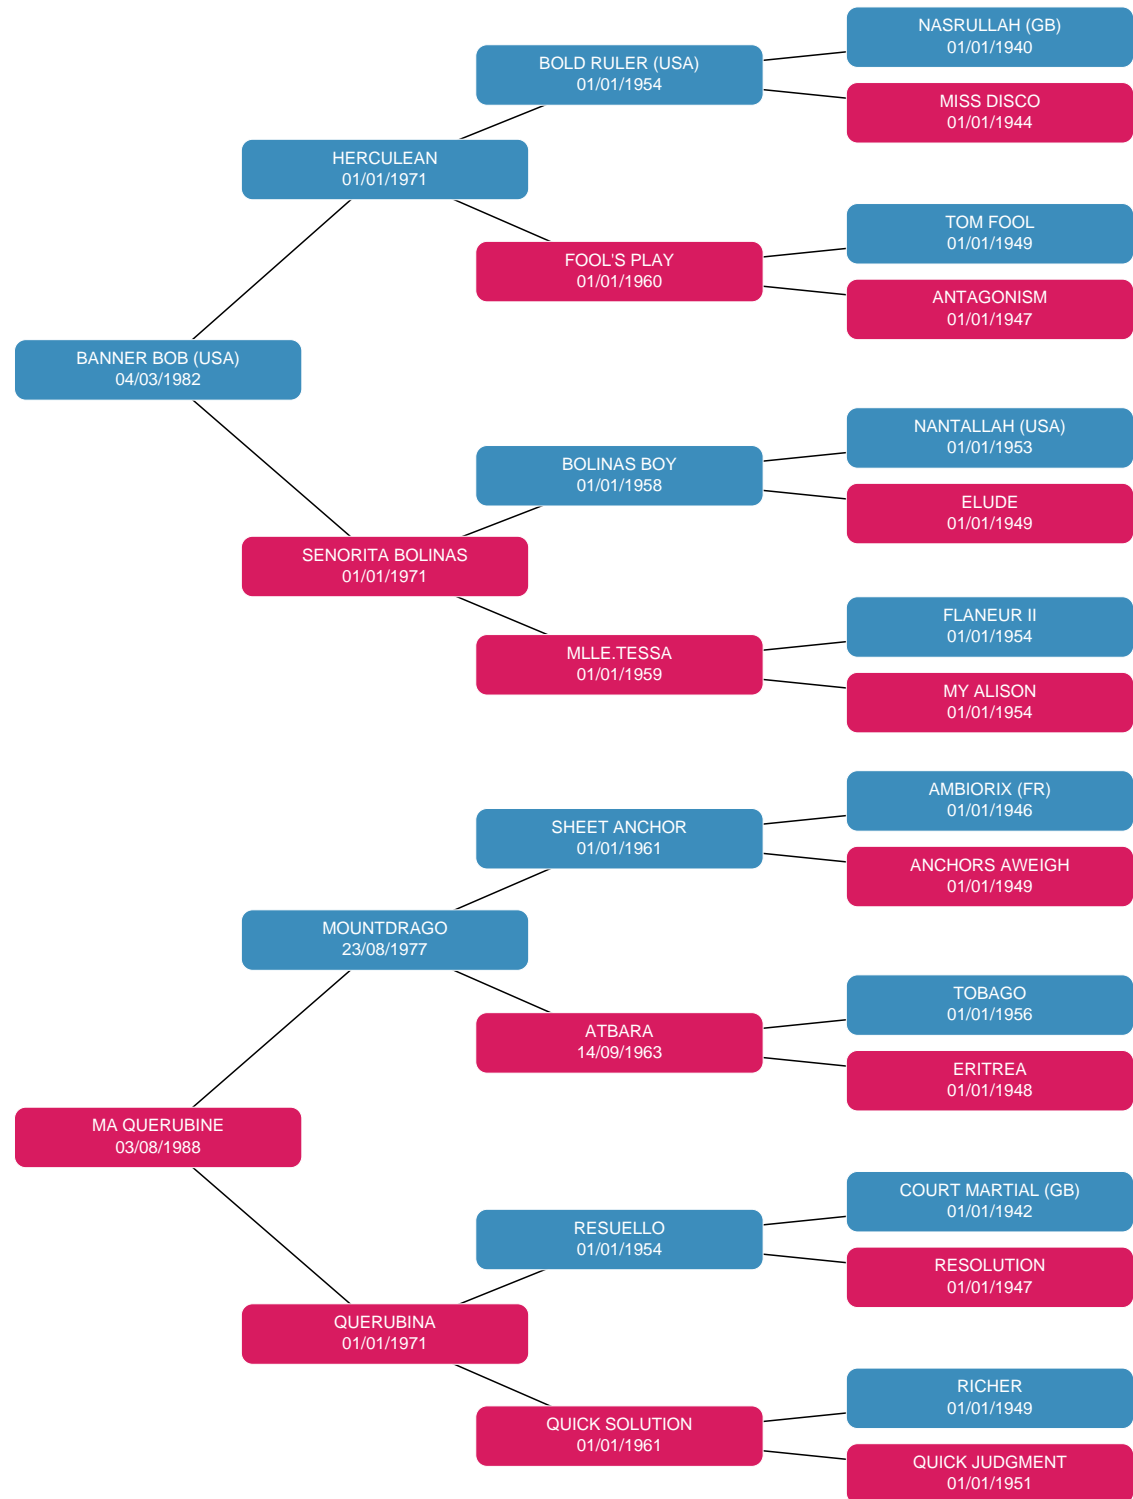 NASRULLAH (GB)
01/01/1940
BOLD RULER (USA)
01/01/1954
MISS DISCO
01/01/1944
HERCULEAN
01/01/1971
TOM FOOL
01/01/1949
FOOL'S PLAY
01/01/1960
ANTAGONISM
01/01/1947
BANNER BOB (USA)
04/03/1982
NANTALLAH (USA)
01/01/1953
BOLINAS BOY
01/01/1958
ELUDE
01/01/1949
SENORITA BOLINAS
01/01/1971
FLANEUR II
01/01/1954
MLLE.TESSA
01/01/1959
MY ALISON
01/01/1954
AMBIORIX (FR)
01/01/1946
SHEET ANCHOR
01/01/1961
ANCHORS AWEIGH
01/01/1949
MOUNTDRAGO
23/08/1977
TOBAGO
01/01/1956
ATBARA
14/09/1963
ERITREA
01/01/1948
MA QUERUBINE
03/08/1988
COURT MARTIAL (GB)
01/01/1942
RESUELLO
01/01/1954
RESOLUTION
01/01/1947
QUERUBINA
01/01/1971
RICHER
01/01/1949
QUICK SOLUTION
01/01/1961
QUICK JUDGMENT
01/01/1951